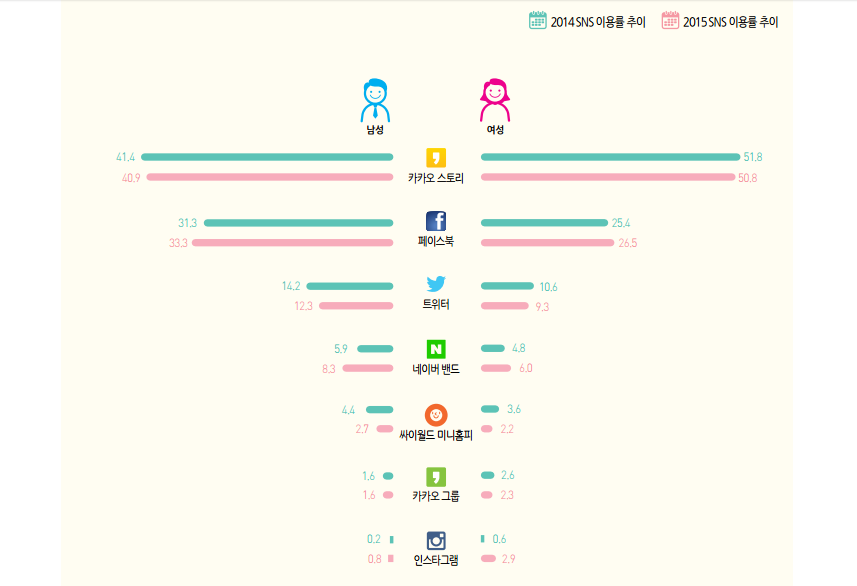 2014 SNS 이용률 추이 2015 SNS 이용률 추이
남성 여성
41.4 51.8
40.9 50.8
카카오 스토리
31.3 25.4
33.3 26.5
페이스북
14.2 10.6
12.3 9.3
트위터
5.9 4.8
8.3 6.0
네이버 밴드
4.4 3.6
2.7 2.2
싸이월드 미니홈피
1.6 2.6
1.6 2.3
카카오 그룹
0.2 0.6
0.8 2.9
인스타그램